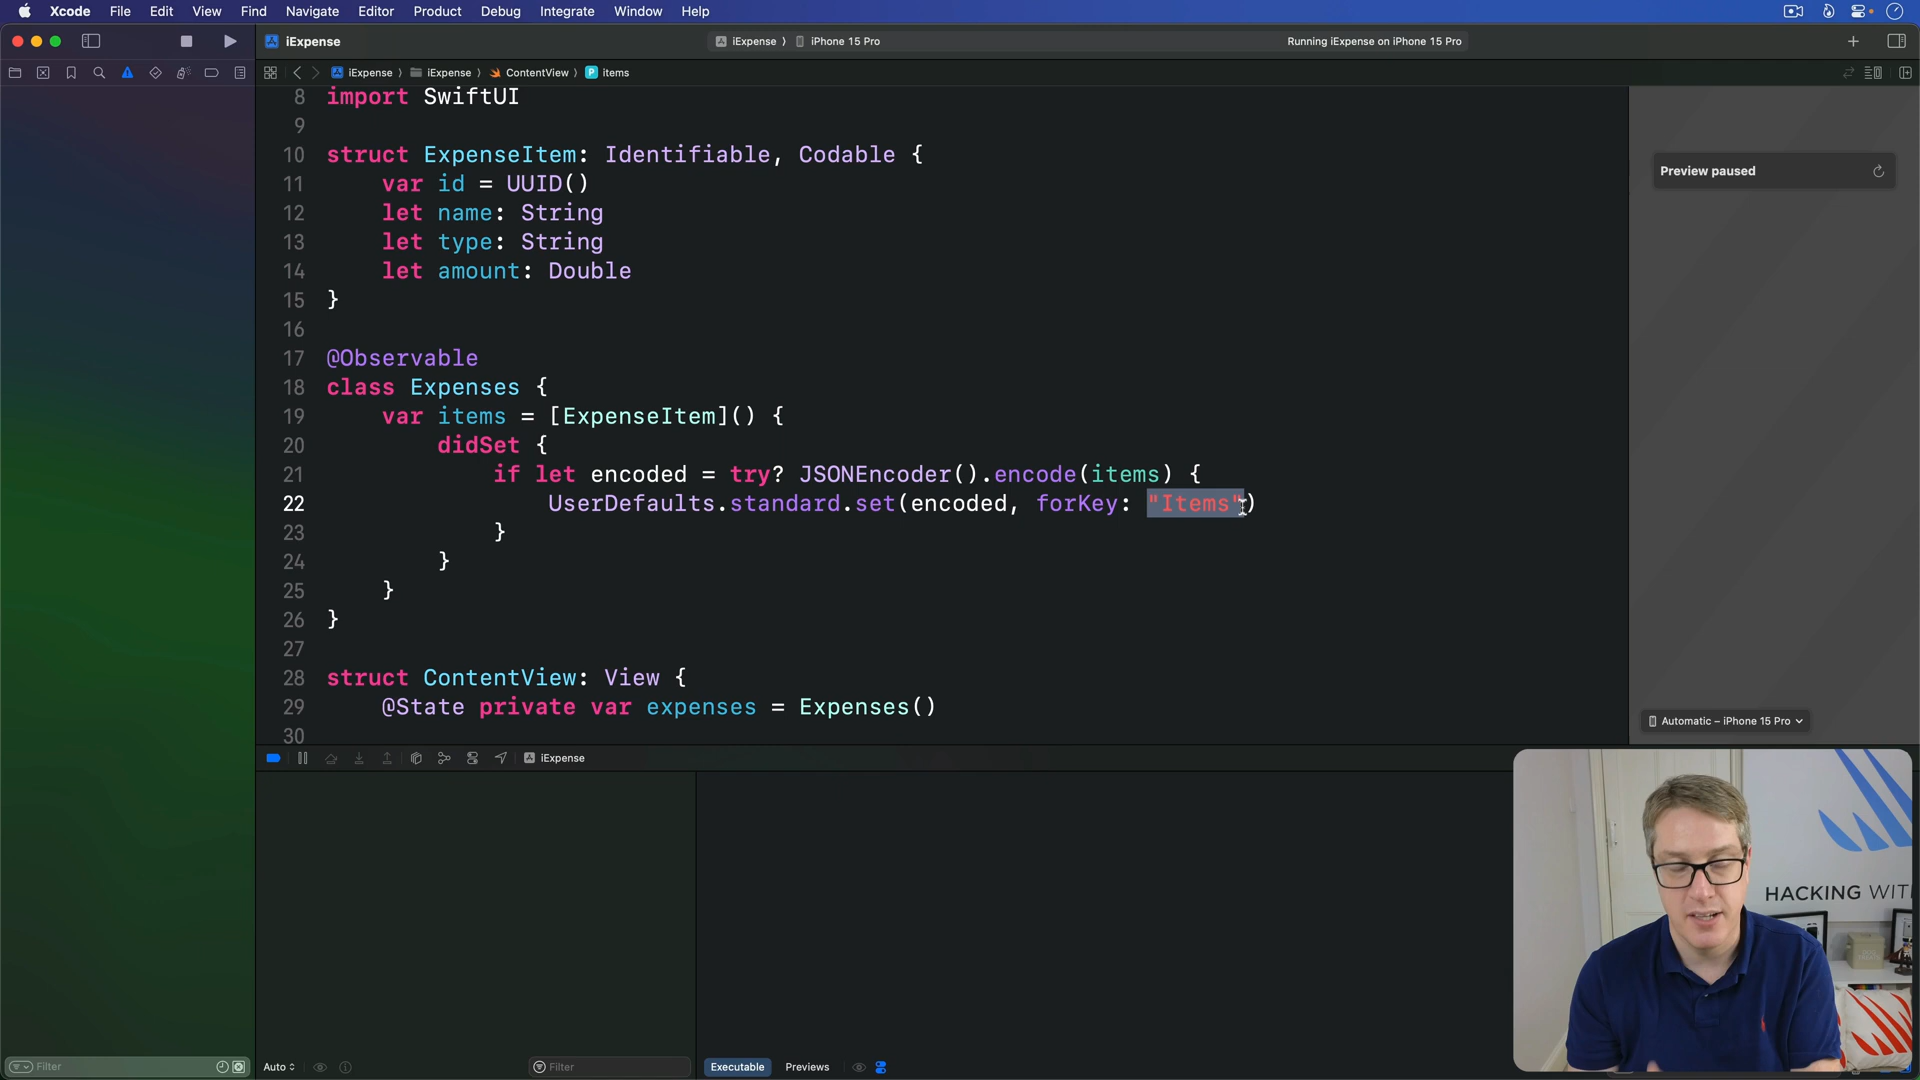 Xcode File Edit View Find Navigate Editor Product Debug Integrate Window Help
iExpense
iExpense iPhone 15 Pro
Running iExpense on iPhone 15 Pro
iExpense iExpense ContentView P items
8 import SwiftUI
9
10 struct ExpenseItem: Identifiable, Codable {
11 var id = UUID()
12 let name: String
13 let type: String
14 let amount: Double
15 }
16
17 @Observable
18 class Expenses {
19 var items = [ExpenseItem]() {
20 didSet {
21 if let encoded = try? JSONEncoder().encode(items) {
22 UserDefaults.standard.set(encoded, forKey: "Items")
23 }
24 }
25 }
26 }
27
28 struct ContentView: View {
29 @State private var expenses = Expenses()
30
Preview paused
Automatic – iPhone 15 Pro
iExpense
HACKING WIT
Filter
Auto
Filter
Executable Previews